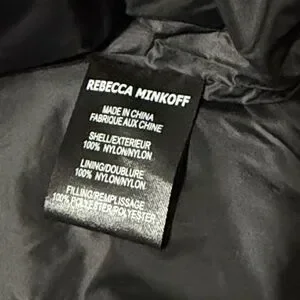 REBECCA MINKOFF
MADE IN CHINA
FABRIQUE AUX CHINE
SHELL/EXTERIEUR
100% NYLON/NYLON
LINING/DOUBLURE
100% NYLON/NYLON
FILLING/REMPLISSAGE
100% POLYESTER/POLYESTER